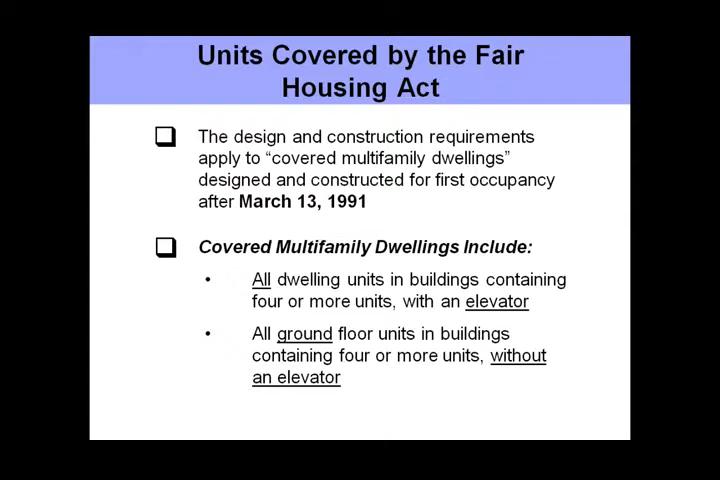 Units Covered by the Fair
Housing Act
The design and construction requirements
apply to “covered multifamily dwellings”
designed and constructed for first occupancy
after March 13, 1991
Covered Multifamily Dwellings Include:
• All dwelling units in buildings containing
four or more units, with an elevator
• All ground floor units in buildings
containing four or more units, without
an elevator